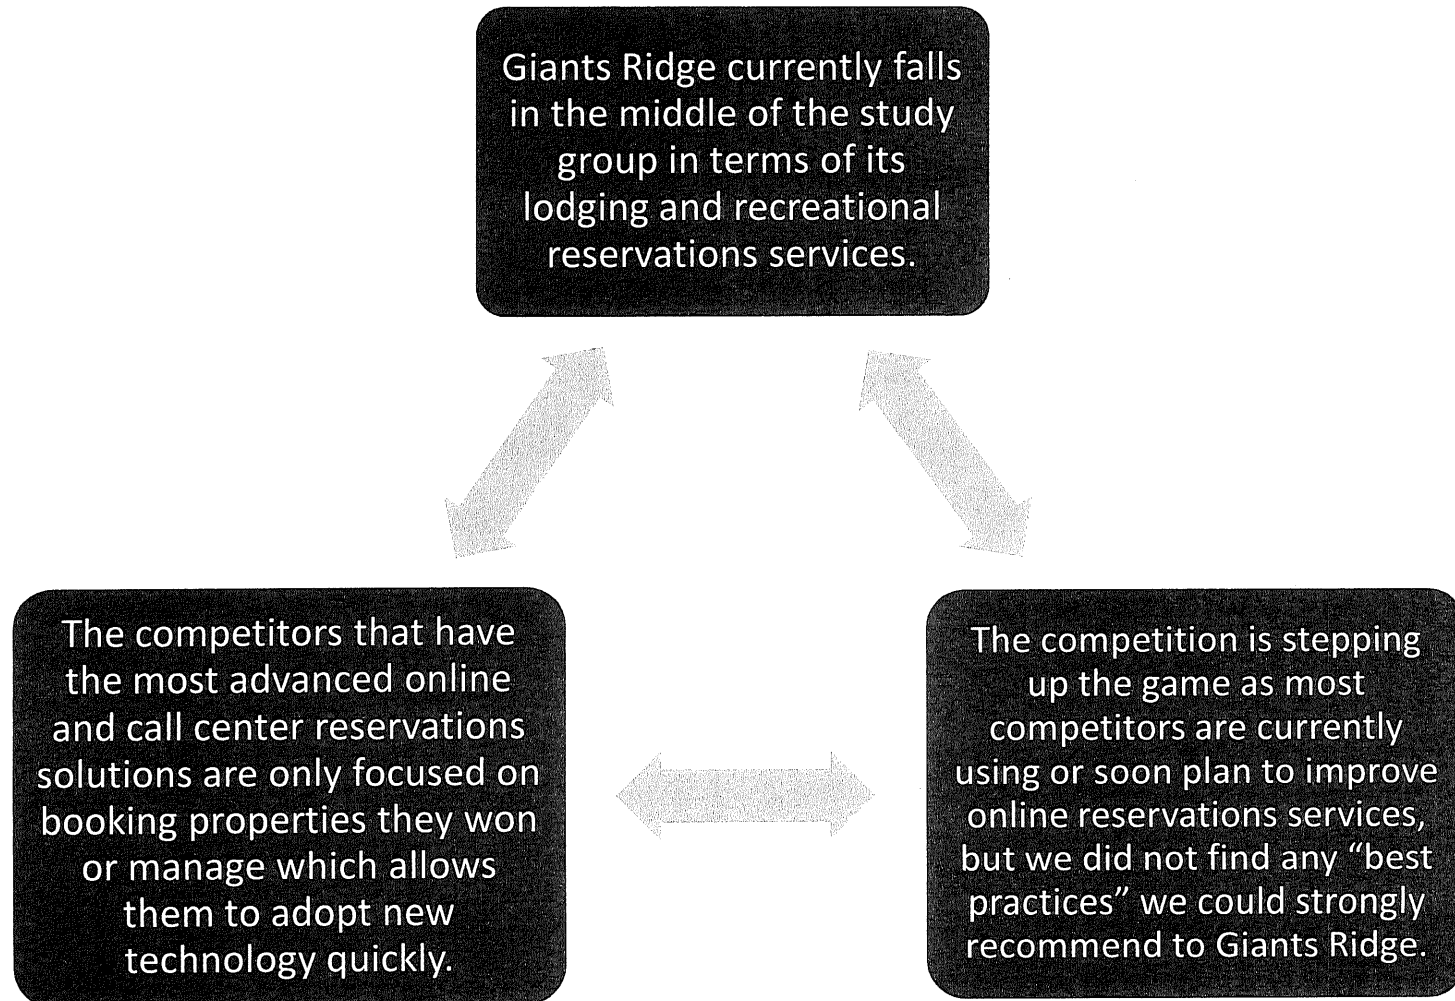 Giants Ridge currently falls
in the middle of the study
group in terms of its
lodging and recreational
reservations services.
The competitors that have
the most advanced online
and call center reservations
solutions are only focused on
booking properties they won
or manage which allows
them to adopt new
technology quickly.
The competition is stepping
up the game as most
competitors are currently
using or soon plan to improve
online reservations services,
but we did not find any “best
practices” we could strongly
recommend to Giants Ridge.